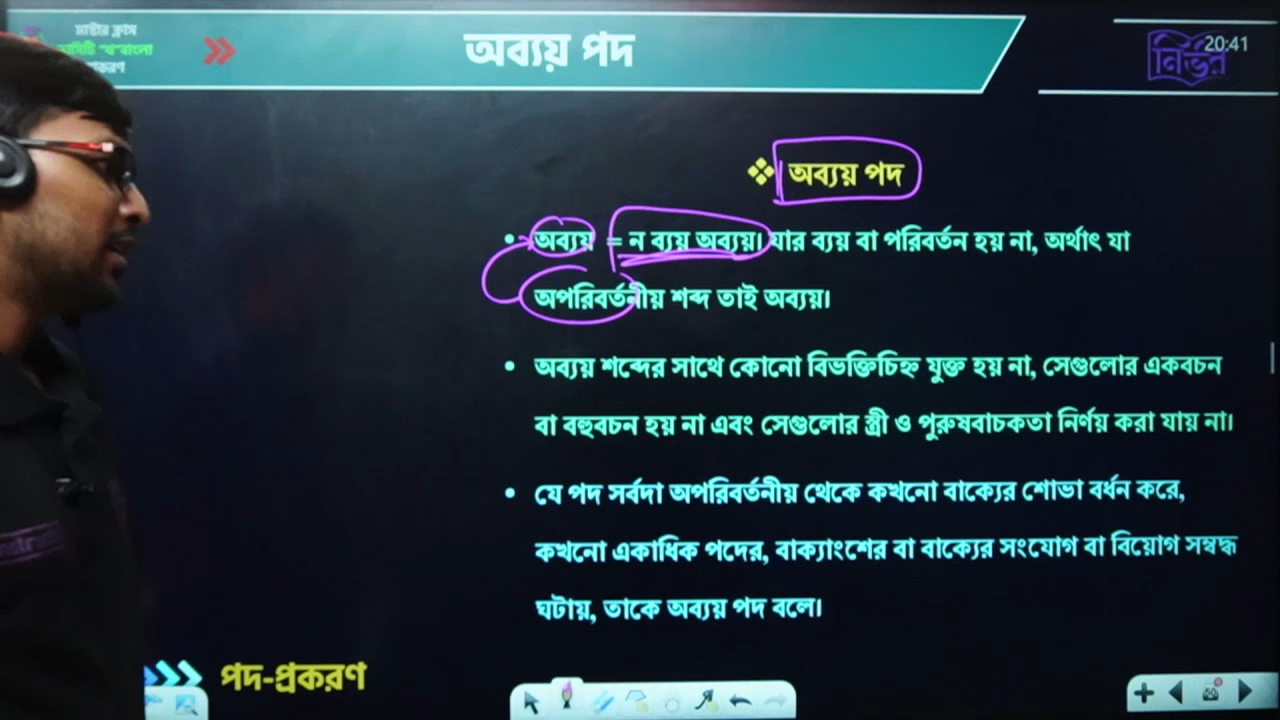 মাস্টার ক্লাস
"খ" বাংলা
অব্যয় পদ
নির্ভর
20:41
অব্যয় পদ
অব্যয় = ন ব্যয় অব্যয়। যার ব্যয় বা পরিবর্তন হয় না, অর্থাৎ যা
অপরিবর্তনীয় শব্দ তাই অব্যয়।
অব্যয় শব্দের সাথে কোনো বিভক্তিচিহ্ন যুক্ত হয় না, সেগুলোর একবচন
বা বহুবচন হয় না এবং সেগুলোর স্ত্রী ও পুরুষবাচকতা নির্ণয় করা যায় না।
যে পদ সর্বদা অপরিবর্তনীয় থেকে কখনো বাক্যের শোভা বর্ধন করে,
কখনো একাধিক পদের, বাক্যাংশের বা বাক্যের সংযোগ বা বিয়োগ সম্বন্ধ
ঘটায়, তাকে অব্যয় পদ বলে।
পদ-প্রকরণ